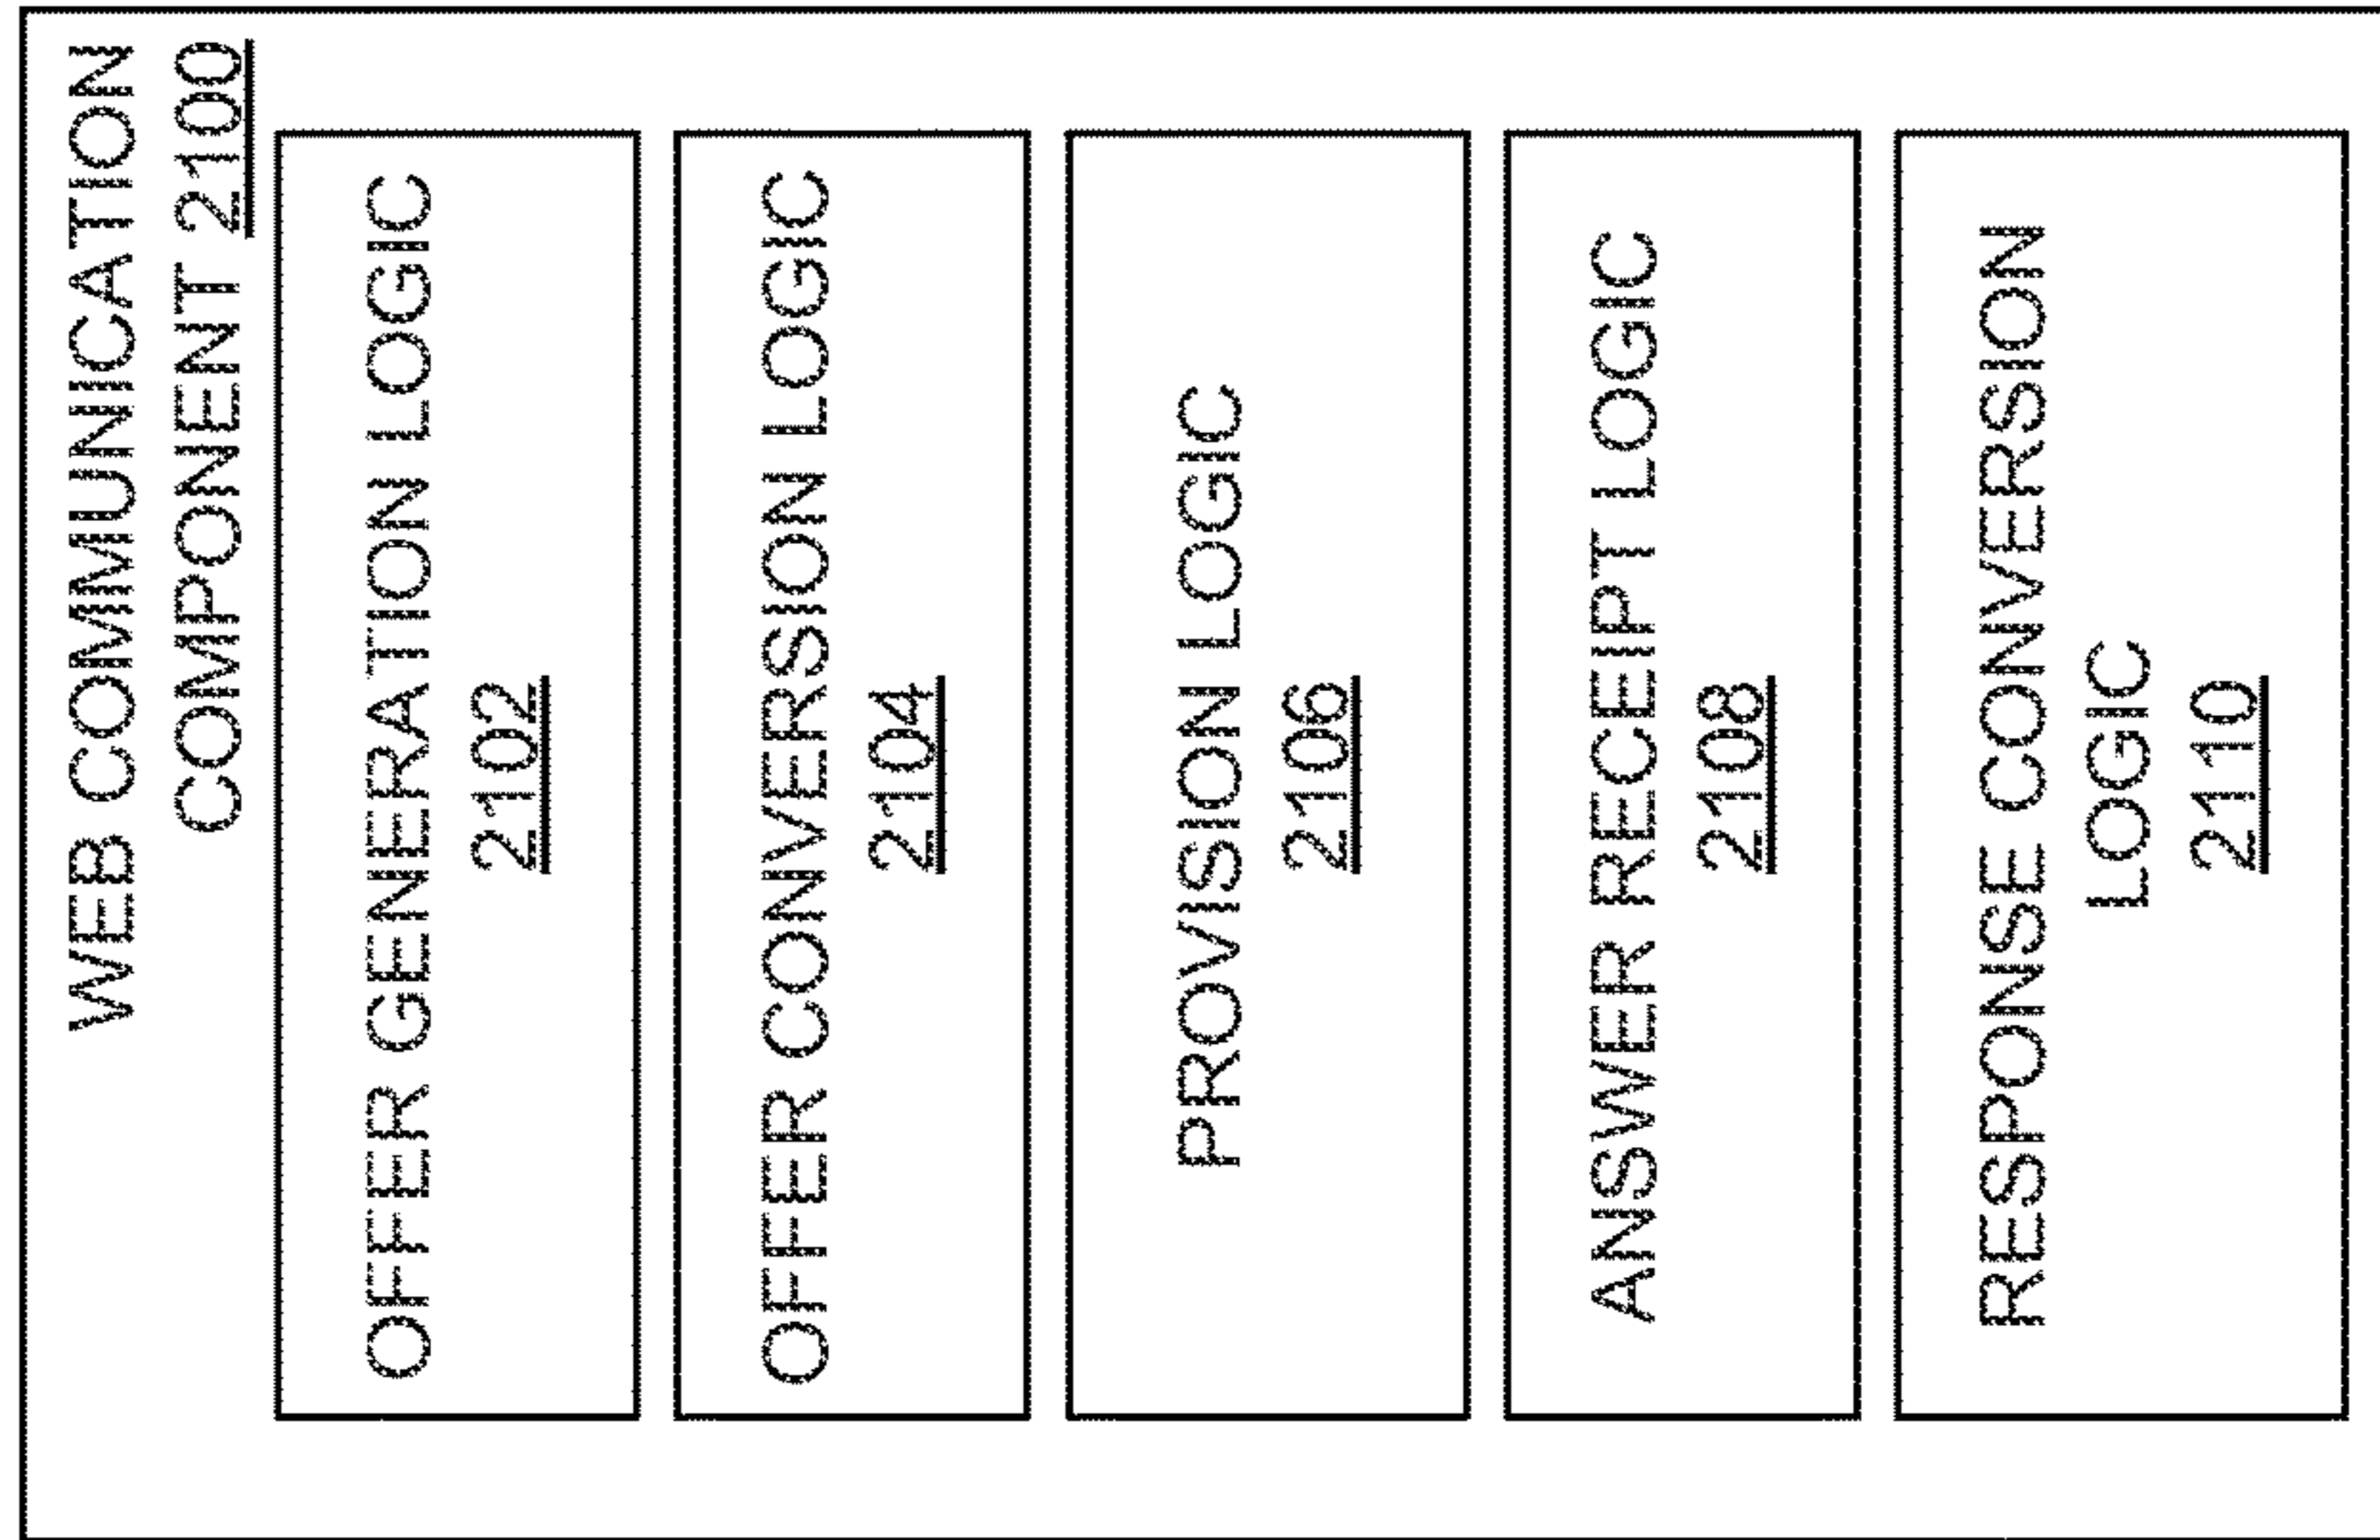 WEB COMMUNICATION
COMPONENT 2100
OFFER GENERATION LOGIC
2102
OFFER CONVERSION LOGIC
2104
PROVISION LOGIC
2106
ANSWER RECEIPT LOGIC
2108
RESPONSE CONVERSION
LOGIC
2110